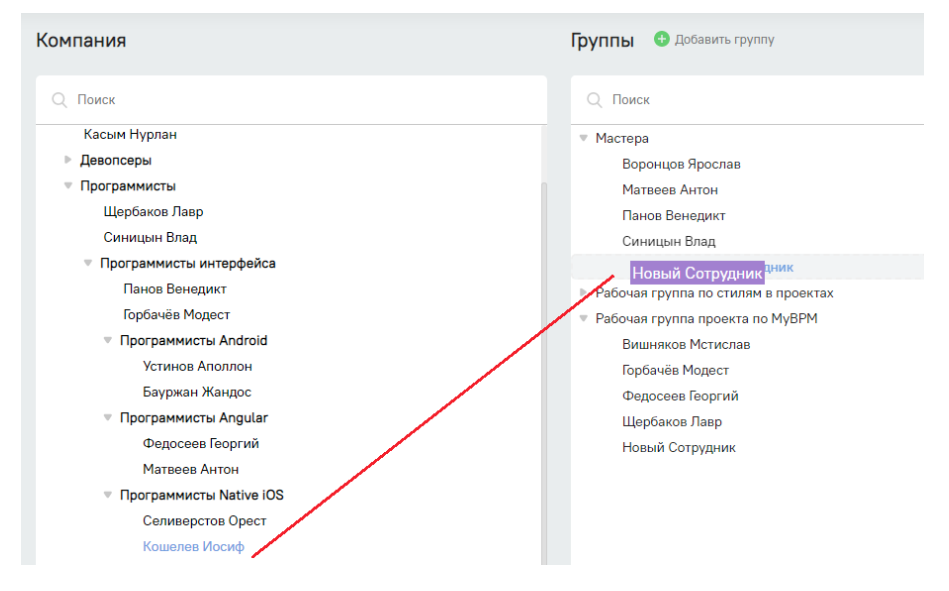 Компания
Поиск
Касым Нурлан
Девопсеры
Программисты
Щербаков Лавр
Синицын Влад
Программисты интерфейса
Панов Венедикт
Горбачёв Модест
Программисты Android
Устинов Аполлон
Бауржан Жандос
Программисты Angular
Федосеев Георгий
Матвеев Антон
Программисты Native iOS
Селиверстов Орест
Кошелев Иосиф
Группы Добавить группу
Поиск
Мастера
Воронцов Ярослав
Матвеев Антон
Панов Венедикт
Синицын Влад
Новый Сотрудник
Рабочая группа по стилям в проектах
Рабочая группа проекта по МуВРМ
Вишняков Мстислав
Горбачёв Модест
Федосеев Георгий
Щербаков Лавр
Новый Сотрудник